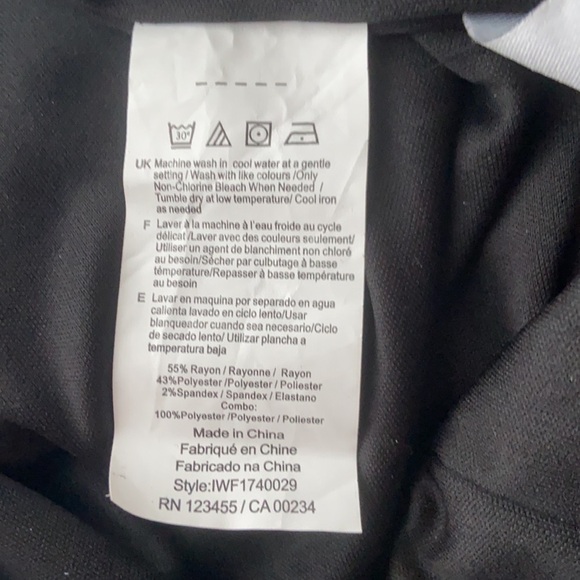 30°
UK Machine wash in cool water at a gentle
setting / Wash with like colours /Only
Non-Chlorine Bleach When Needed /
Tumble dry at low temperature/ Cool iron
as needed
F Laver à la machine à l'eau froide au cycle
délicat /Laver avec des couleurs seulement/
Utiliser un agent de blanchiment non chloré
au besoin/Sécher par culbutage à basse
température/Repasser à basse température
au besoin
E Lavar en maquina por separado en agua
calienta lavado en ciclo lento/Usar
blanqueador cuando sea necesario/Ciclo
de secado lento/ Utilizar plancha a
temperatura baja
55% Rayon / Rayonne / Rayon
43%Polyester /Polyester / Poliester
2%Spandex / Spandex / Elastano
Combo:
100%Polyester /Polyester / Poliester
Made in China
Fabriqué en Chine
Fabricado na China
Style:IWF1740029
RN 123455 / CA 00234